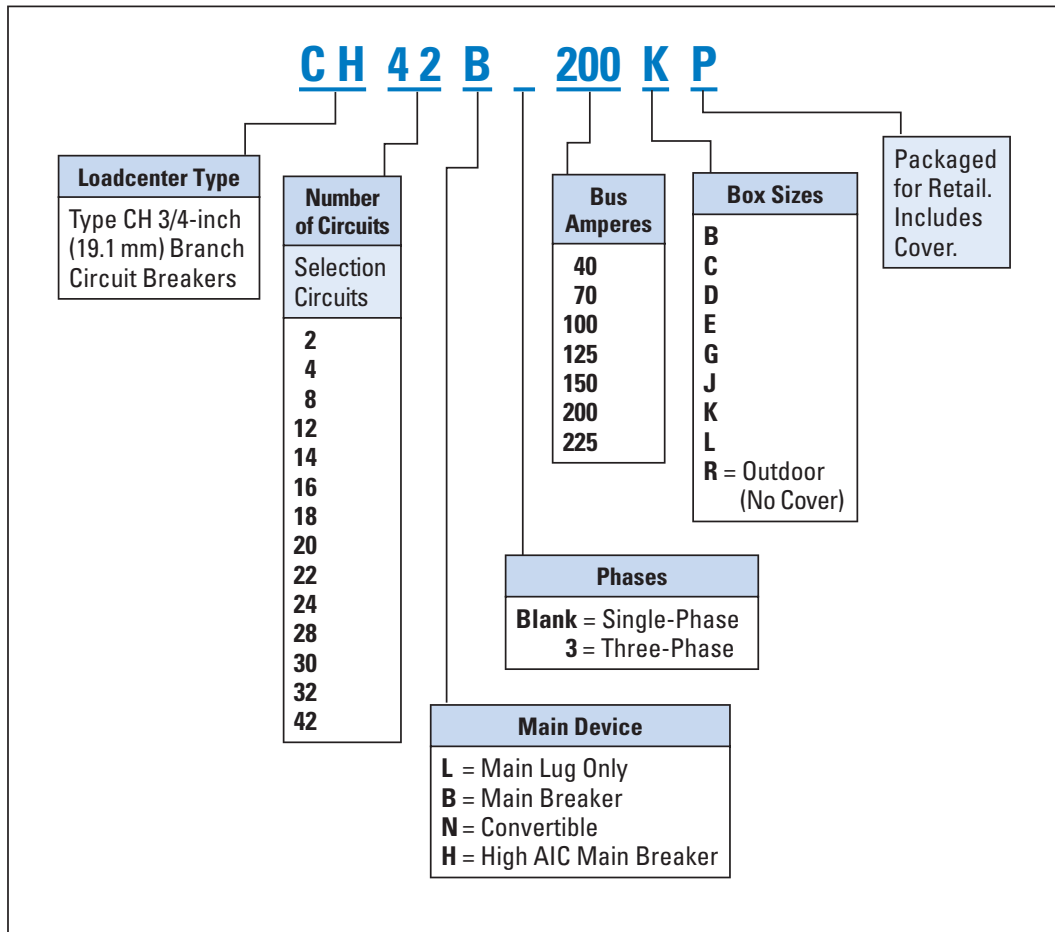 CH 42 B _ 200 K P
Loadcenter Type
Type CH 3/4-inch
(19.1 mm) Branch
Circuit Breakers
Number
of Circuits
Selection
Circuits
2
4
8
12
14
16
18
20
22
24
28
30
32
42
Bus
Amperes
40
70
100
125
150
200
225
Box Sizes
B
C
D
E
G
J
K
L
R = Outdoor
(No Cover)
Packaged
for Retail.
Includes
Cover.
Phases
Blank = Single-Phase
3 = Three-Phase
Main Device
L = Main Lug Only
B = Main Breaker
N = Convertible
H = High AIC Main Breaker